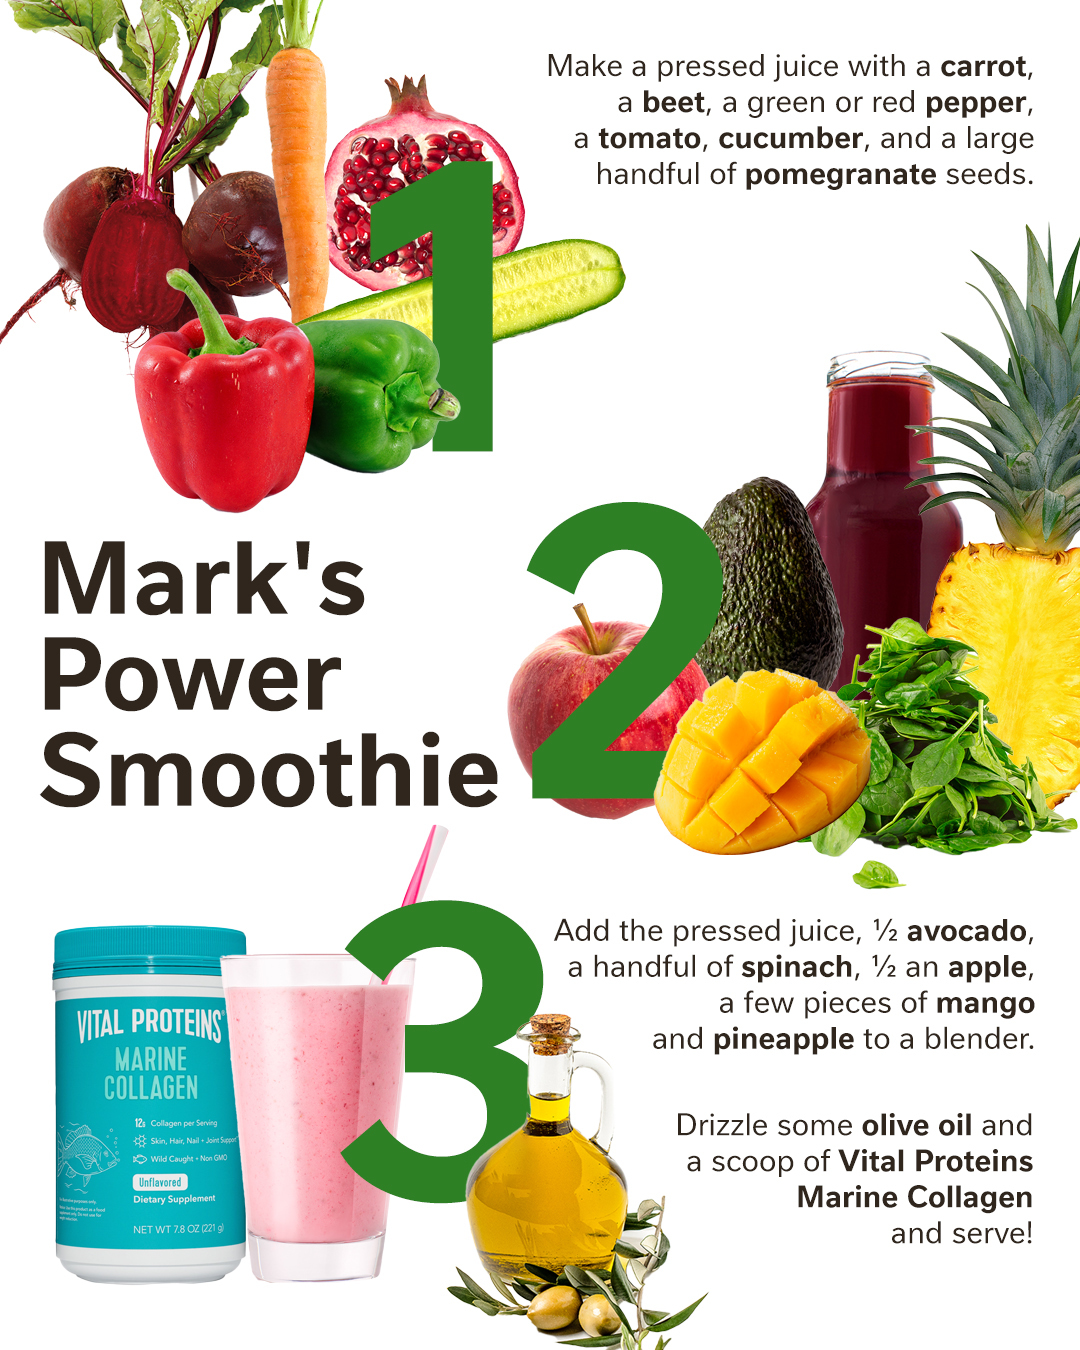 Make a pressed juice with a carrot,
a beet, a green or red pepper,
a tomato, cucumber, and a large
handful of pomegranate seeds.
1
2
Mark's
Power
Smoothie
3
Add the pressed juice, ½ avocado,
a handful of spinach, ½ an apple,
a few pieces of mango
and pineapple to a blender.
Drizzle some olive oil and
a scoop of Vital Proteins
Marine Collagen
and serve!
VITAL PROTEINS®
MARINE
COLLAGEN
12g Collagen per Serving
Skin, Hair, Nail + Joint Support*
Wild Caught • Non GMO
Unflavored
Dietary Supplement
NET WT 7.8 OZ (221 g)